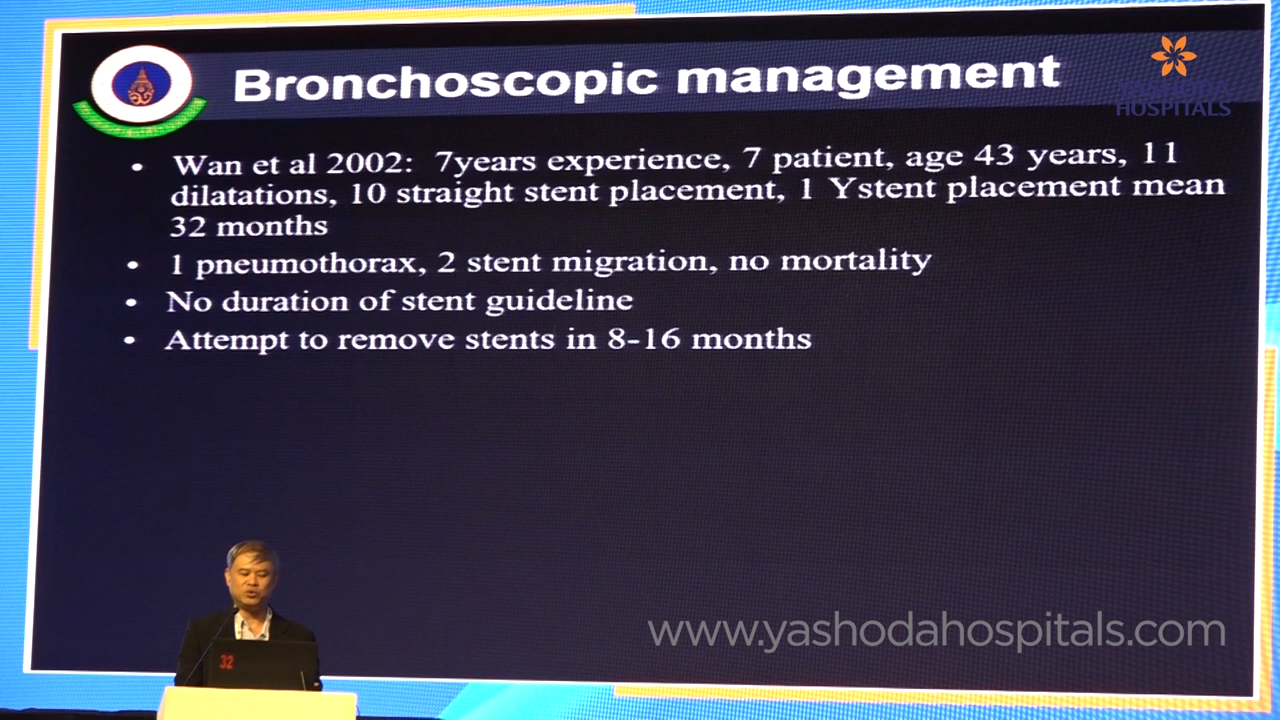 Bronchoscopic management
YASHODA
HOSPITALS
• Wan et al 2002: 7years experience, 7 patient, age 43 years, 11
dilatations, 10 straight stent placement, 1 Ystent placement mean
32 months
• 1 pneumothorax, 2 stent migration, no mortality
• No duration of stent guideline
• Attempt to remove stents in 8-16 months
32
www.yashodahospitals.com